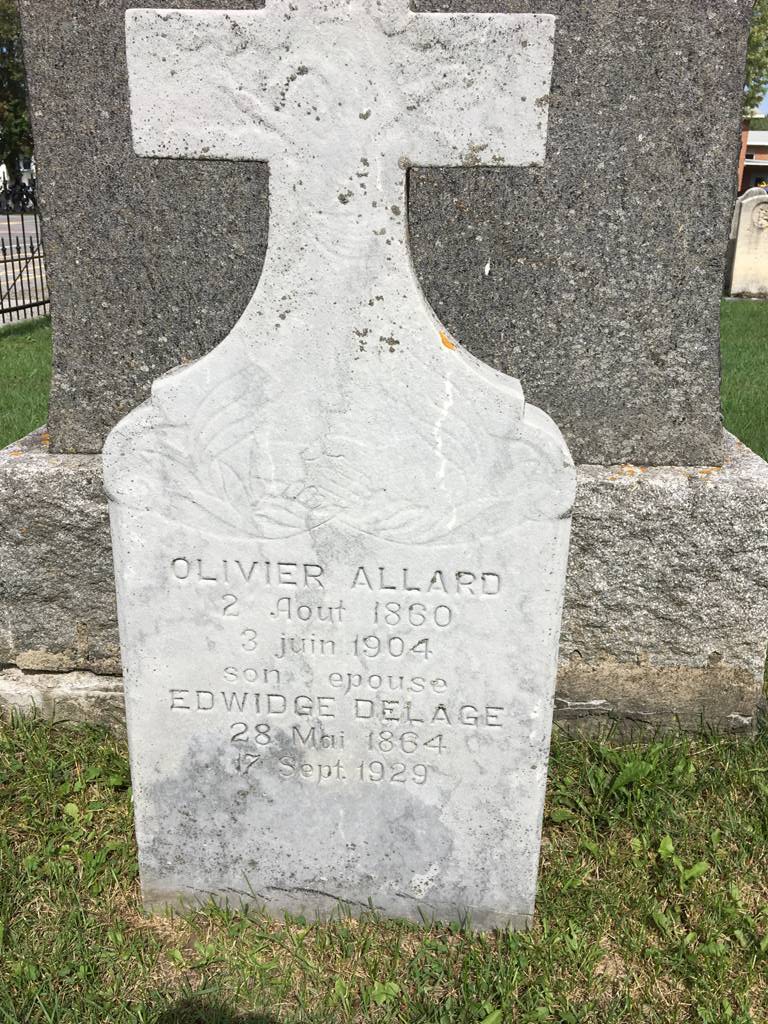 OLIVIER ALLARD
2 Aout 1860
3 juin 1904
son epouse
EDWIDGE DELAGE
28 Mai 1864
17 Sept. 1929